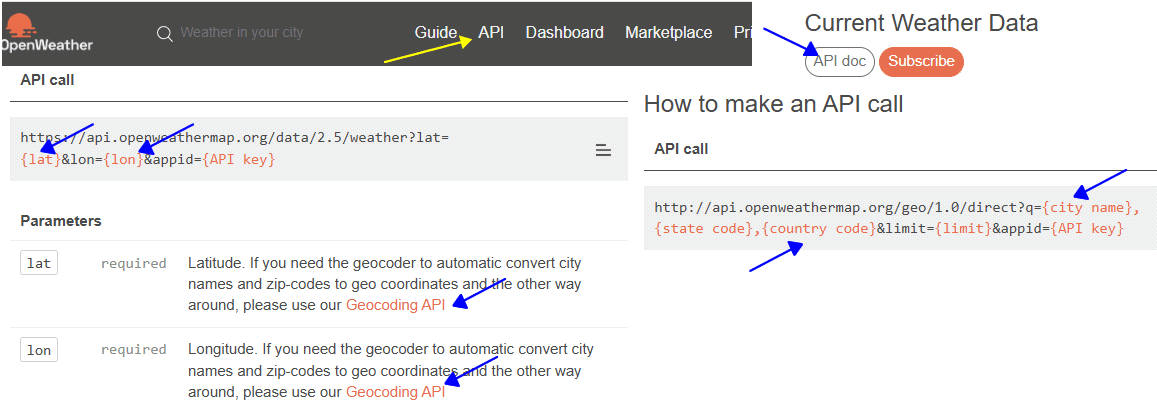 OpenWeather
Weather in your city
Guide API Dashboard Marketplace
API call
https://api.openweathermap.org/data/2.5/weather?lat=
{lat}&lon={lon}&appid={API key}
Parameters
lat required Latitude. If you need the geocoder to automatic convert city
names and zip-codes to geo coordinates and the other way
around, please use our Geocoding API
lon required Longitude. If you need the geocoder to automatic convert city
names and zip-codes to geo coordinates and the other way
around, please use our Geocoding API
Current Weather Data
API doc Subscribe
How to make an API call
API call
http://api.openweathermap.org/geo/1.0/direct?q={city name},
{state code},{country code}&limit={limit}&appid={API key}